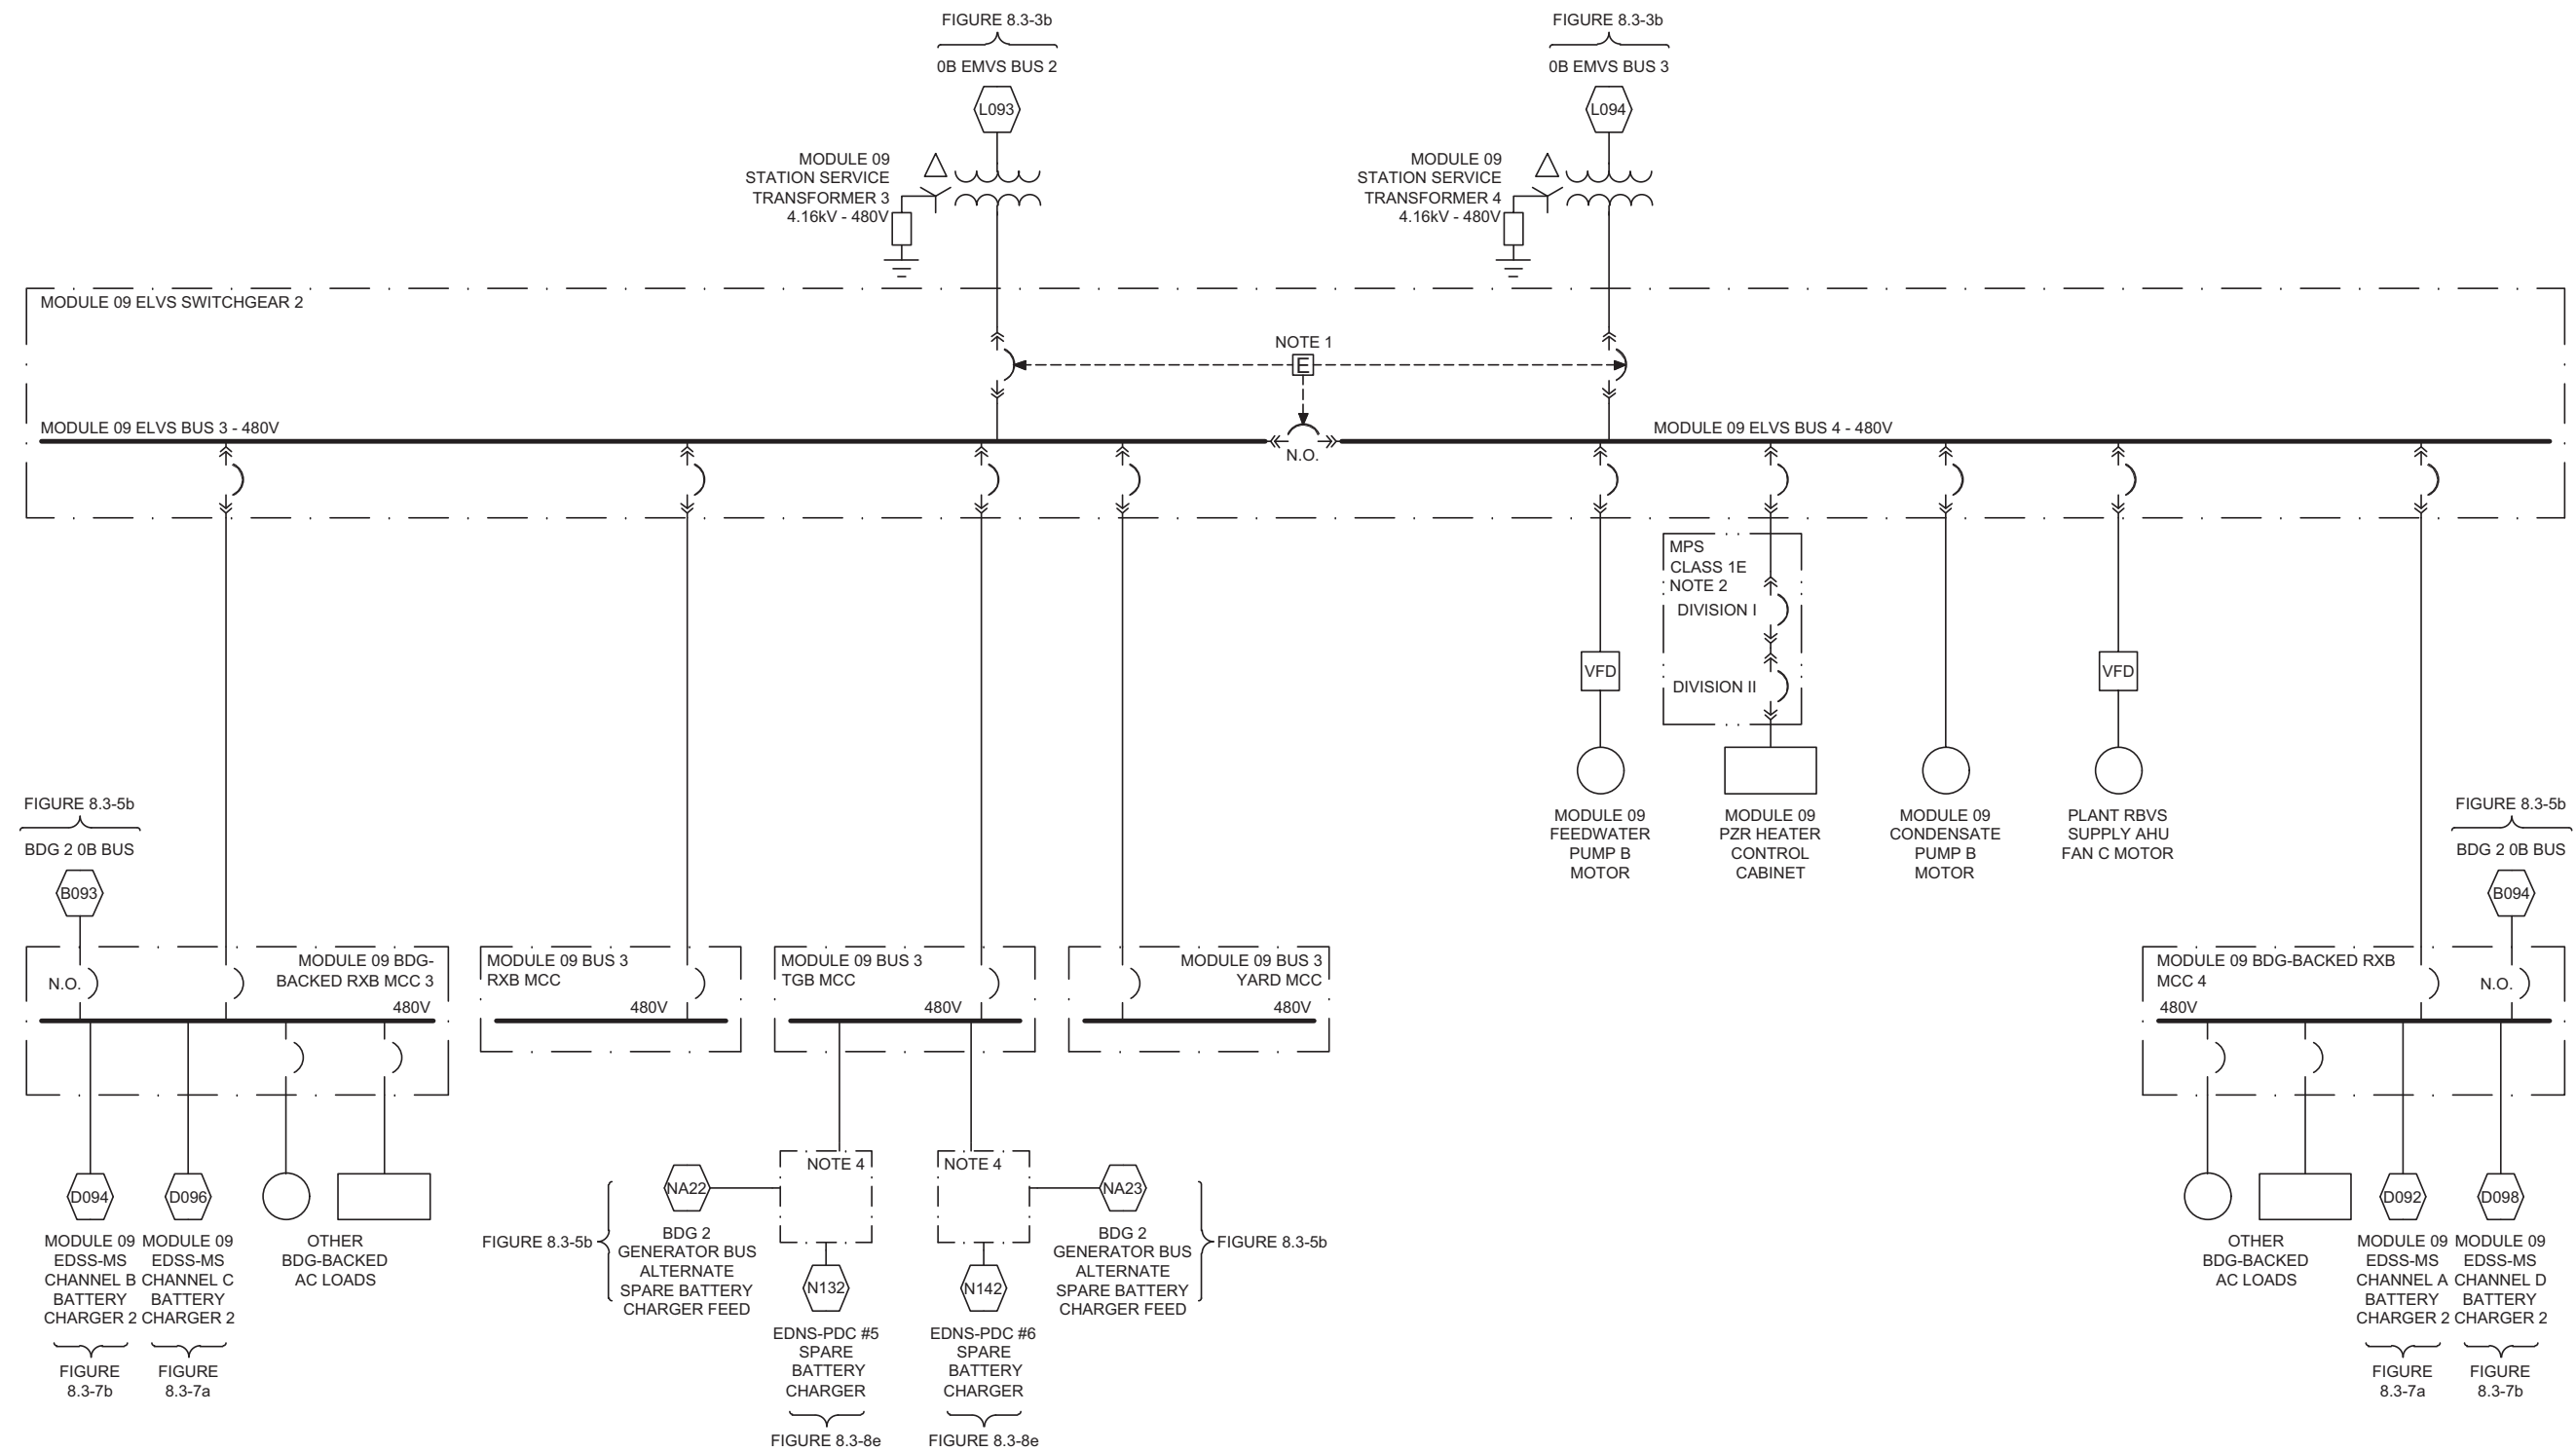 FIGURE 8.3-3b
0B EMVS BUS 2
L093
MODULE 09
STATION SERVICE
TRANSFORMER 3
4.16kV - 480V
FIGURE 8.3-3b
0B EMVS BUS 3
L094
MODULE 09
STATION SERVICE
TRANSFORMER 4
4.16kV - 480V
MODULE 09 ELVS SWITCHGEAR 2
NOTE 1
E
MODULE 09 ELVS BUS 3 - 480V
N.O.
MODULE 09 ELVS BUS 4 - 480V
MPS
CLASS 1E
NOTE 2
DIVISION I
DIVISION II
VFD
VFD
MODULE 09
FEEDWATER
PUMP B
MOTOR
MODULE 09
PZR HEATER
CONTROL
CABINET
MODULE 09
CONDENSATE
PUMP B
MOTOR
PLANT RBVS
SUPPLY AHU
FAN C MOTOR
FIGURE 8.3-5b
BDG 2 0B BUS
B093
N.O.
MODULE 09 BDG-
BACKED RXB MCC 3
480V
MODULE 09 BUS 3
RXB MCC
480V
MODULE 09 BUS 3
TGB MCC
480V
MODULE 09 BUS 3
YARD MCC
480V
FIGURE 8.3-5b
BDG 2 0B BUS
B094
MODULE 09 BDG-BACKED RXB
MCC 4
480V
N.O.
D094
MODULE 09
EDSS-MS
CHANNEL B
BATTERY
CHARGER 2
FIGURE
8.3-7b
D096
MODULE 09
EDSS-MS
CHANNEL C
BATTERY
CHARGER 2
FIGURE
8.3-7a
OTHER
BDG-BACKED
AC LOADS
FIGURE 8.3-5b
NA22
BDG 2
GENERATOR BUS
ALTERNATE
SPARE BATTERY
CHARGER FEED
NOTE 4
N132
EDNS-PDC #5
SPARE
BATTERY
CHARGER
FIGURE 8.3-8e
NOTE 4
N142
EDNS-PDC #6
SPARE
BATTERY
CHARGER
FIGURE 8.3-8e
NA23
BDG 2
GENERATOR BUS
ALTERNATE
SPARE BATTERY
CHARGER FEED
FIGURE 8.3-5b
OTHER
BDG-BACKED
AC LOADS
D092
MODULE 09
EDSS-MS
CHANNEL A
BATTERY
CHARGER 2
FIGURE
8.3-7a
D098
MODULE 09
EDSS-MS
CHANNEL D
BATTERY
CHARGER 2
FIGURE
8.3-7b